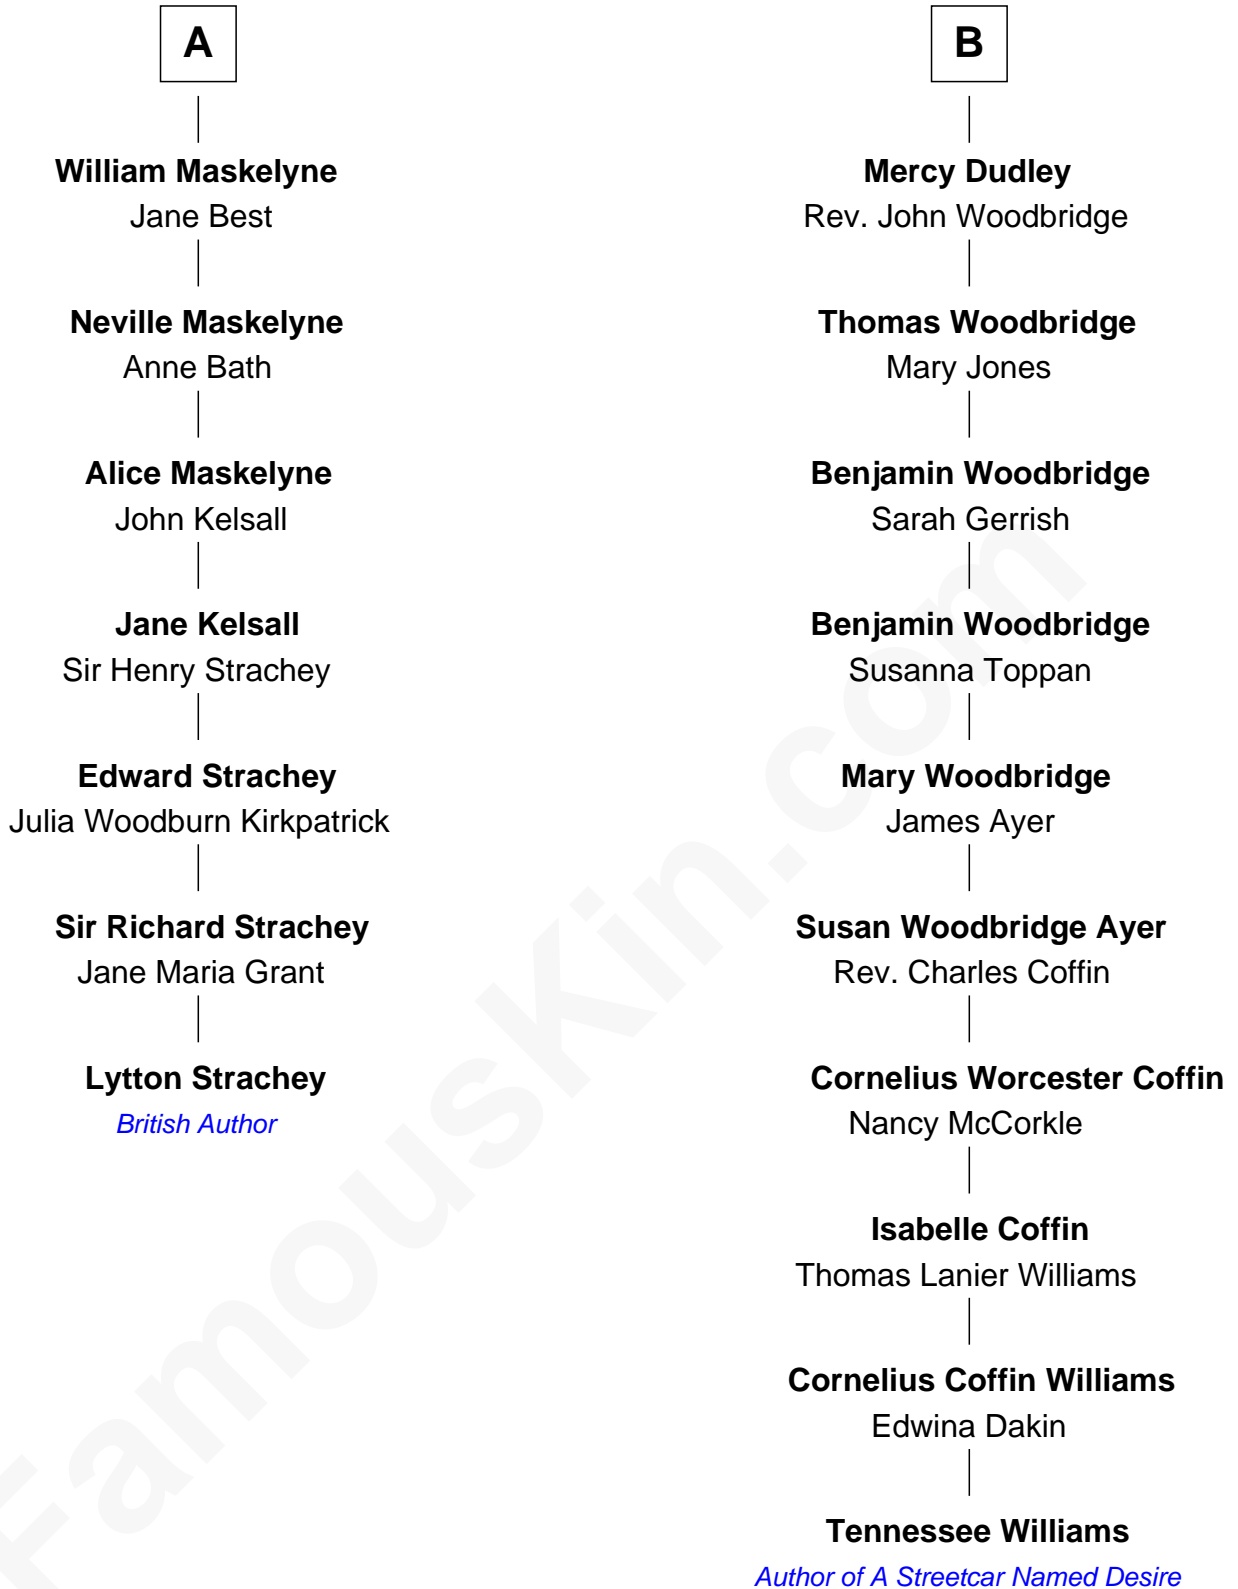 A
William Maskelyne
Jane Best
Neville Maskelyne
Anne Bath
Alice Maskelyne
John Kelsall
Jane Kelsall
Sir Henry Strachey
Edward Strachey
Julia Woodburn Kirkpatrick
Sir Richard Strachey
Jane Maria Grant
Lytton Strachey
British Author
B
Mercy Dudley
Rev. John Woodbridge
Thomas Woodbridge
Mary Jones
Benjamin Woodbridge
Sarah Gerrish
Benjamin Woodbridge
Susanna Toppan
Mary Woodbridge
James Ayer
Susan Woodbridge Ayer
Rev. Charles Coffin
Cornelius Worcester Coffin
Nancy McCorkle
Isabelle Coffin
Thomas Lanier Williams
Cornelius Coffin Williams
Edwina Dakin
Tennessee Williams
Author of A Streetcar Named Desire
FamousKin.com